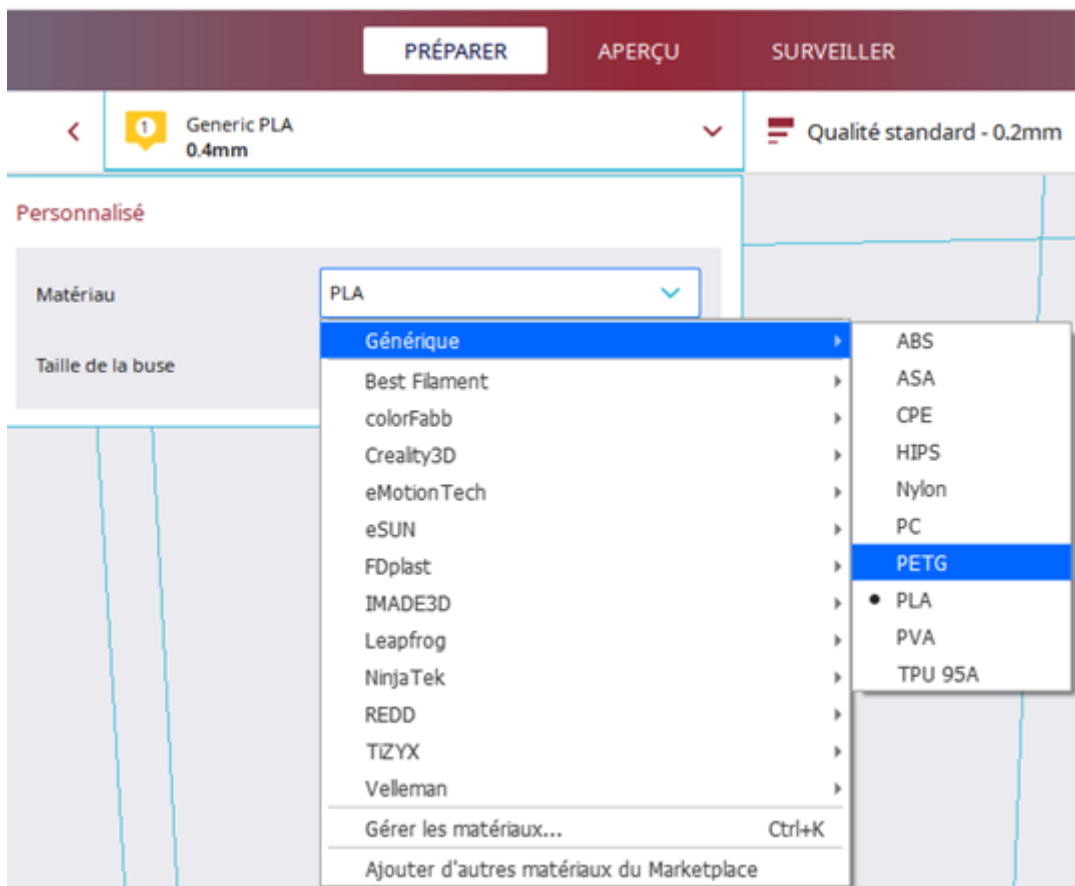 PRÉPARER APERÇU SURVEILLER
1 Generic PLA
0.4mm
Qualité standard - 0.2mm
Personnalisé
Matériau PLA
Taille de la buse
Générique
Best Filament
colorFabb
Creality3D
eMotionTech
eSUN
FDplast
IMADE3D
Leapfrog
NinjaTek
REDD
TiZYX
Velleman
Gérer les matériaux... Ctrl+K
Ajouter d'autres matériaux du Marketplace
ABS
ASA
CPE
HIPS
Nylon
PC
PETG
PLA
PVA
TPU 95A